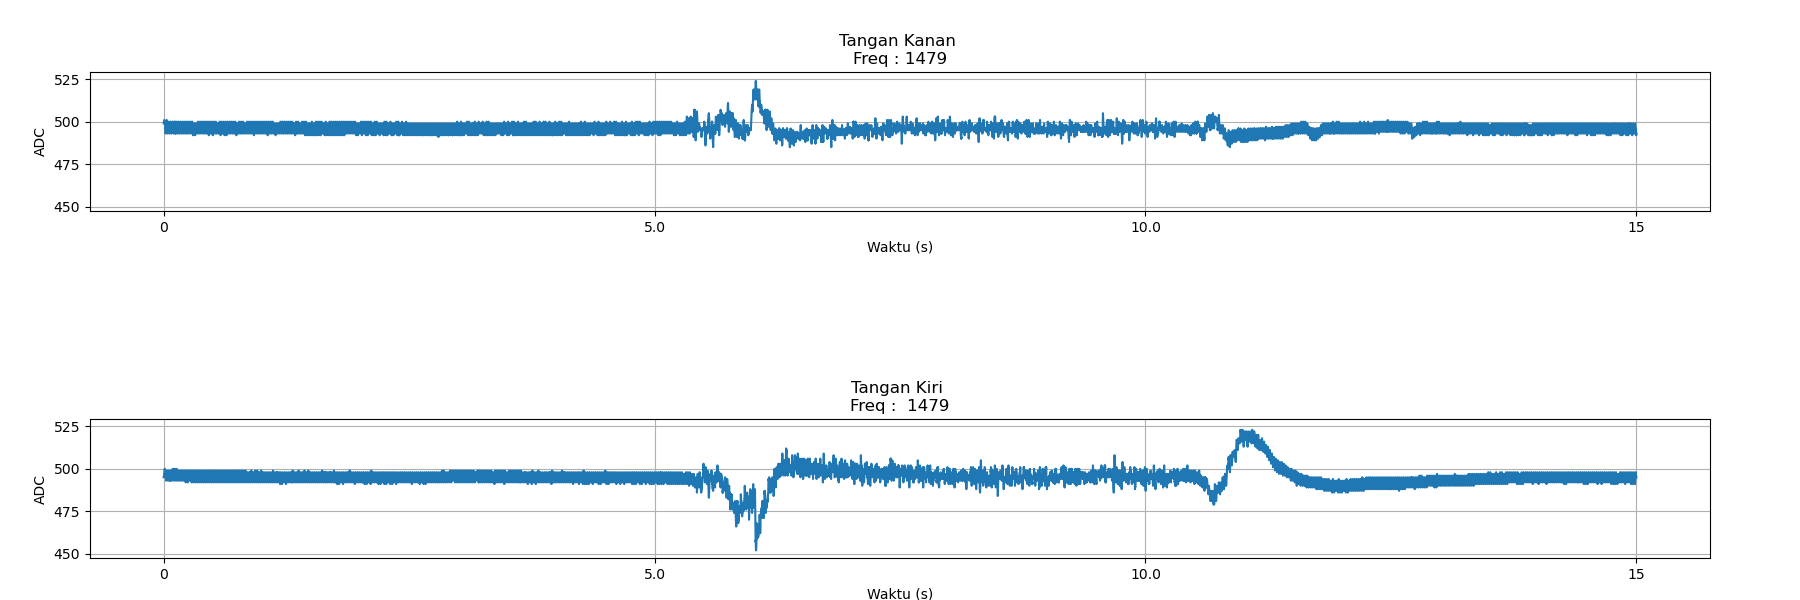 Tangan Kanan
Freq : 1479
525
500
475
450
ADC
0 5.0 10.0 15
Waktu (s)
Tangan Kiri
Freq :  1479
525
500
475
450
ADC
0 5.0 10.0 15
Waktu (s)